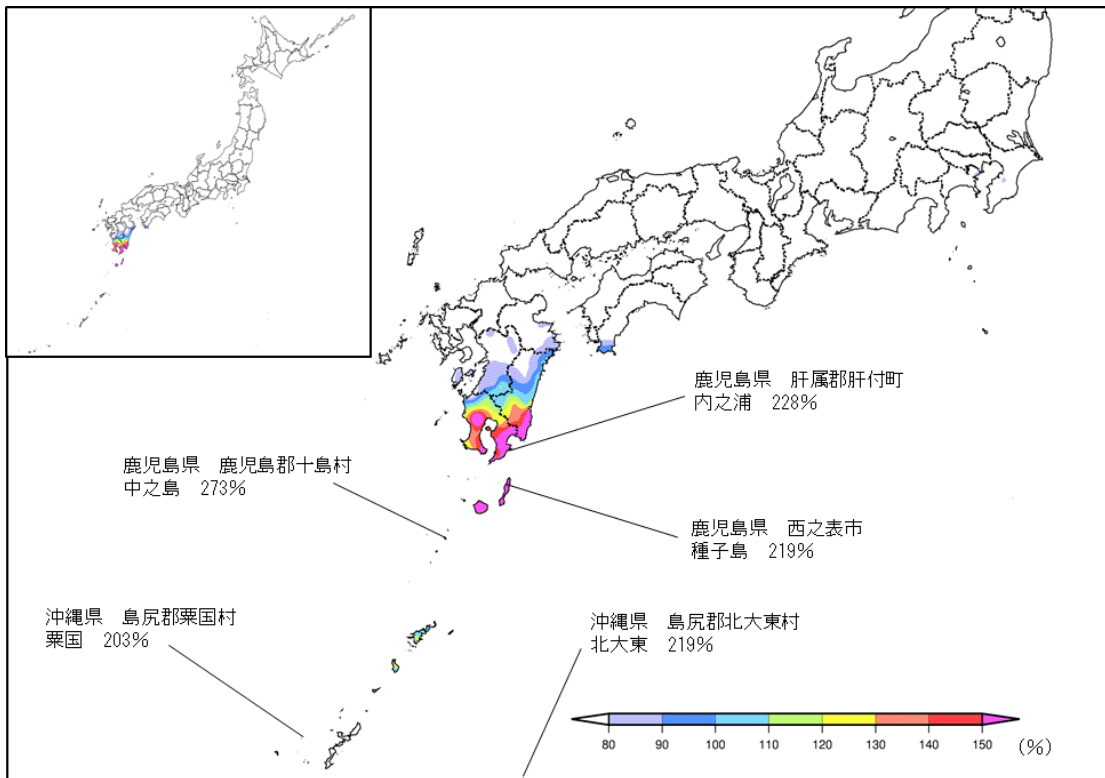 鹿児島県　肝属郡肝付町
内之浦　228%
鹿児島県　鹿児島郡十島村
中之島　273%
鹿児島県　西之表市
種子島　219%
沖縄県　島尻郡粟国村
粟国　203%
沖縄県　島尻郡北大東村
北大東　219%
80 90 100 110 120 130 140 150 (%)